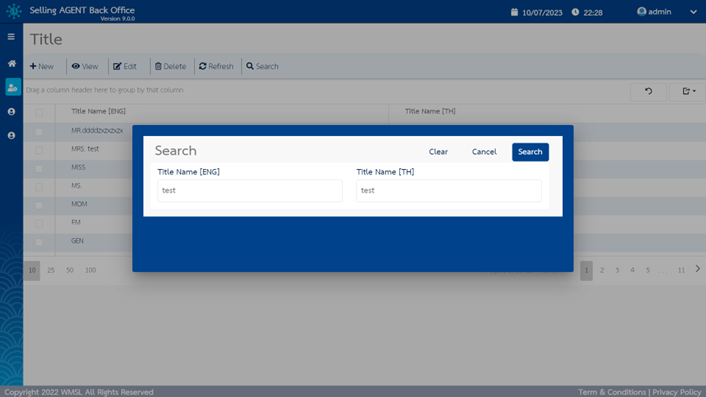 Selling AGENT Back Office
Version 9.0.0
10/07/2023 22:28 admin
Title
New View Edit Delete Refresh Search
Drag a column header here to group by that column
Title Name [ENG] Title Name [TH]
MR.ddddzxzxzxzx
MRS. test
MISS
MS.
MOM
P.M
GEN
Search Clear Cancel Search
Title Name [ENG] Title Name [TH]
test test
10 25 50 100 1 2 3 4 5 ... 11
Copyright 2022 WMSL All Rights Reserved Term & Conditions | Privacy Policy